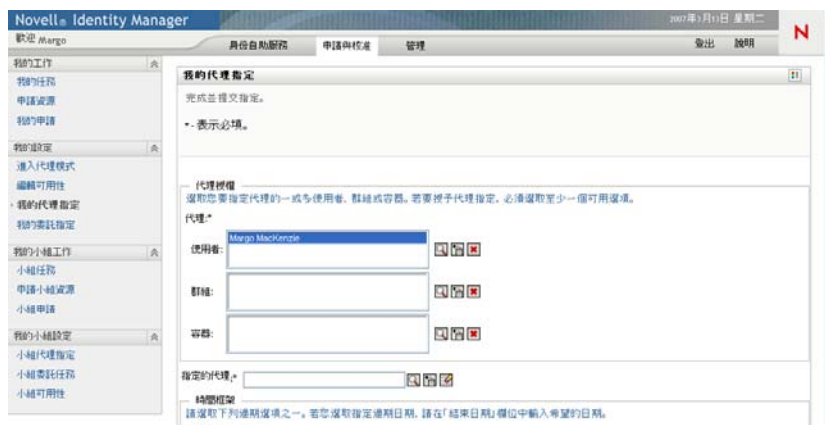 Novell® Identity Manager
2007年3月13日 星期二
歡迎 Margo
身份自助服務
申請與核准
管理
登出
說明
N
我的工作
我的任務
申請資源
我的申請
我的設定
進入代理模式
編輯可用性
我的代理指定
我的委託指定
我的小組工作
小組任務
申請小組資源
小組申請
我的小組設定
小組代理指定
小組委託任務
小組可用性
我的代理指定
完成並提交指定。
*- 表示必填。
代理授權
選取您要指定代理的一或多使用者、群組或容器。若要授予代理指定，必須選取至少一個可用選項。
代理:*
使用者:
Margo MacKenzie
群組:
容器:
指定的代理:*
時間框架
請選取下列過期選項之一。若您選取指定過期日期，請在「結束日期」欄位中輸入希望的日期。